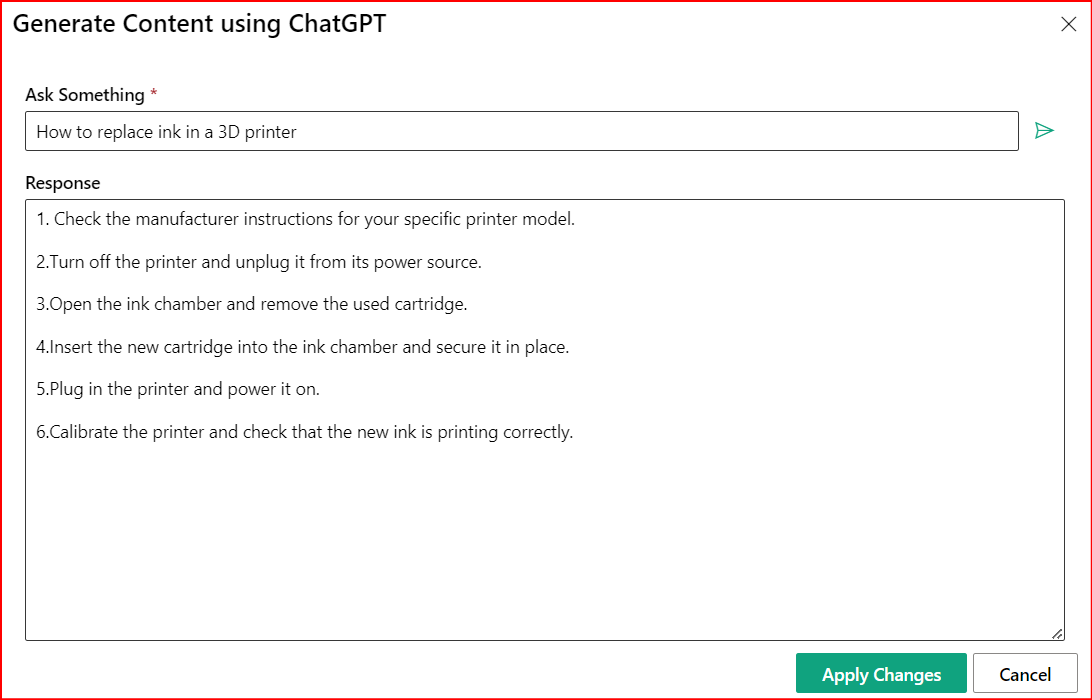 Generate Content using ChatGPT
Ask Something *
How to replace ink in a 3D printer
Response
1. Check the manufacturer instructions for your specific printer model.
2.Turn off the printer and unplug it from its power source.
3.Open the ink chamber and remove the used cartridge.
4.Insert the new cartridge into the ink chamber and secure it in place.
5.Plug in the printer and power it on.
6.Calibrate the printer and check that the new ink is printing correctly.
Apply Changes
Cancel